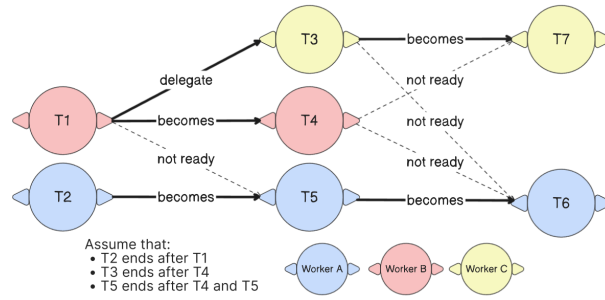 T3
becomes
T7
delegate
not ready
T1
becomes
T4
not ready
not ready
not ready
T2
becomes
T5
becomes
T6
Assume that:
• T2 ends after T1
• T3 ends after T4
• T5 ends after T4 and T5
Worker A
Worker B
Worker C